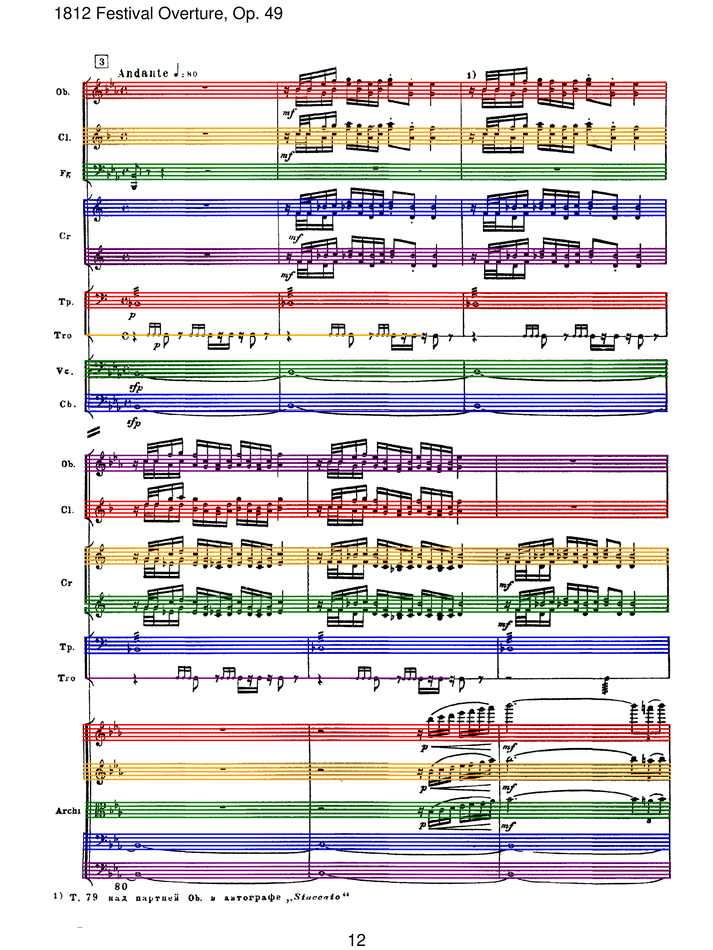 1812 Festival Overture, Op. 49
3
Andante ♩=80
1)
Ob.
mf
Cl.
mf
Fg
mf
Cr
mf
Tp.
p
Tro
p
Vc.
sfp
Cb.
sfp
Ob.
Cl.
Cr
mf
mf
Tp.
Tro
p mf
p mf
Archi
p mf
80
1) Т. 79 над партией Ob. в автографе „Staccato“
12